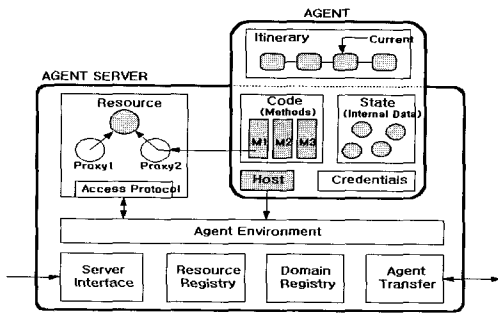 AGENT
Itinerary
Current
AGENT SERVER
Resource
Proxy1
Proxy2
Access Protocol
Code
(Methods)
M1
M2
M3
State
(Internal Data)
Host
Credentials
Agent Environment
Server
Interface
Resource
Registry
Domain
Registry
Agent
Transfer